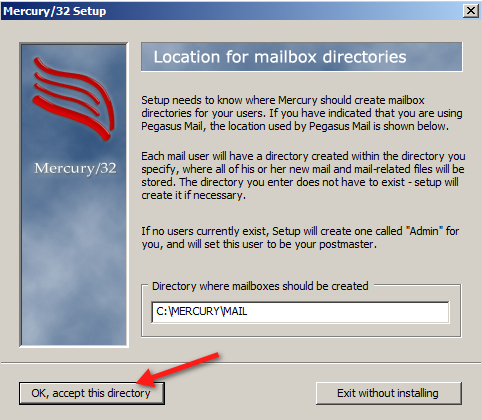 Mercury/32 Setup
Location for mailbox directories
Setup needs to know where Mercury should create mailbox
directories for your users. If you have indicated that you are using
Pegasus Mail, the location used by Pegasus Mail is shown below.
Each mail user will have a directory created within the directory you
specify, where all of his or her new mail and mail-related files will be
stored. The directory you enter does not have to exist - setup will
create it if necessary.
If no users currently exist, Setup will create one called "Admin" for
you, and will set this user to be your postmaster.
Mercury/32
Directory where mailboxes should be created
C:\MERCURY\MAIL
OK, accept this directory
Exit without installing